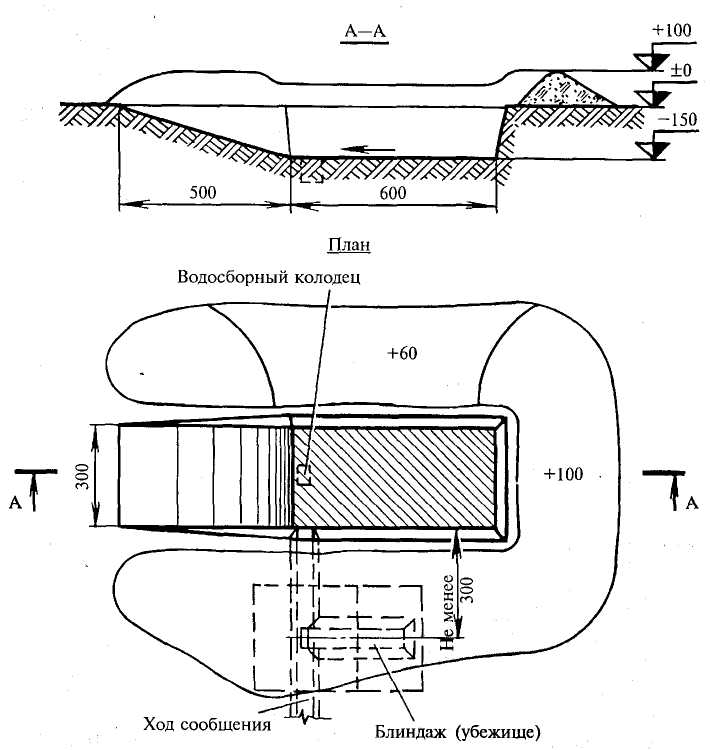 А—А
+100
±0
−150
500
600
План
Водосборный колодец
+60
300
А
+100
А
Не менее
300
Ход сообщения
Блиндаж (убежище)